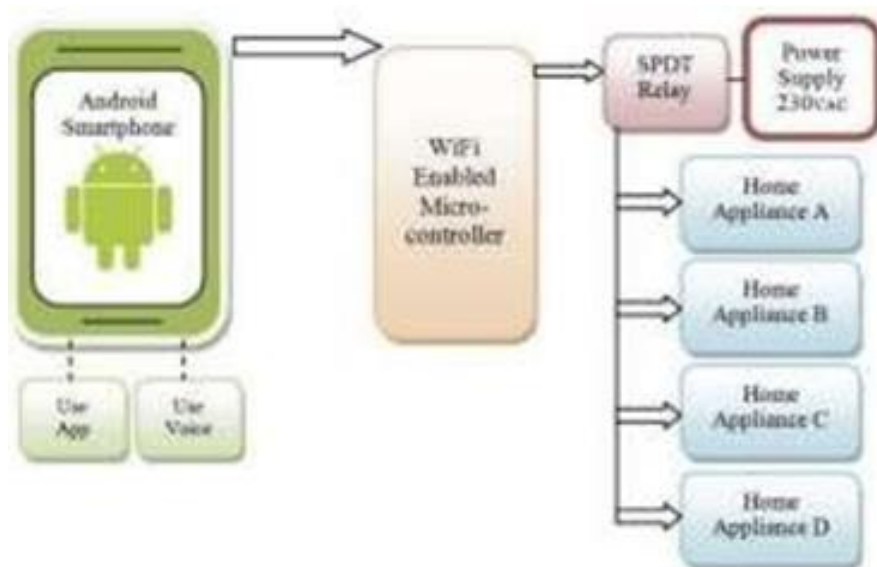 Android
Smartphone
Use
App
Use
Voice
WiFi
Enabled
Micro-
controller
SPDT
Relay
Power
Supply
230VAC
Home
Appliance A
Home
Appliance B
Home
Appliance C
Home
Appliance D